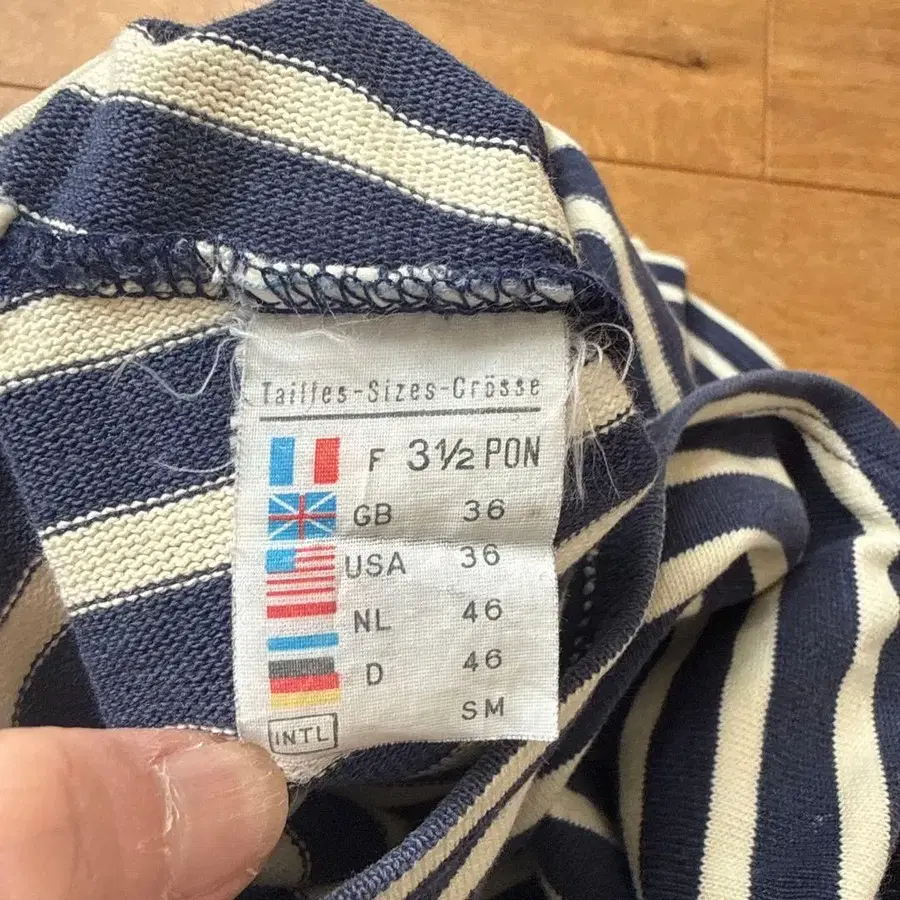 Tailles-Sizes-Grösse
F 3½ PON
GB 36
USA 36
NL 46
D 46
INTL SM